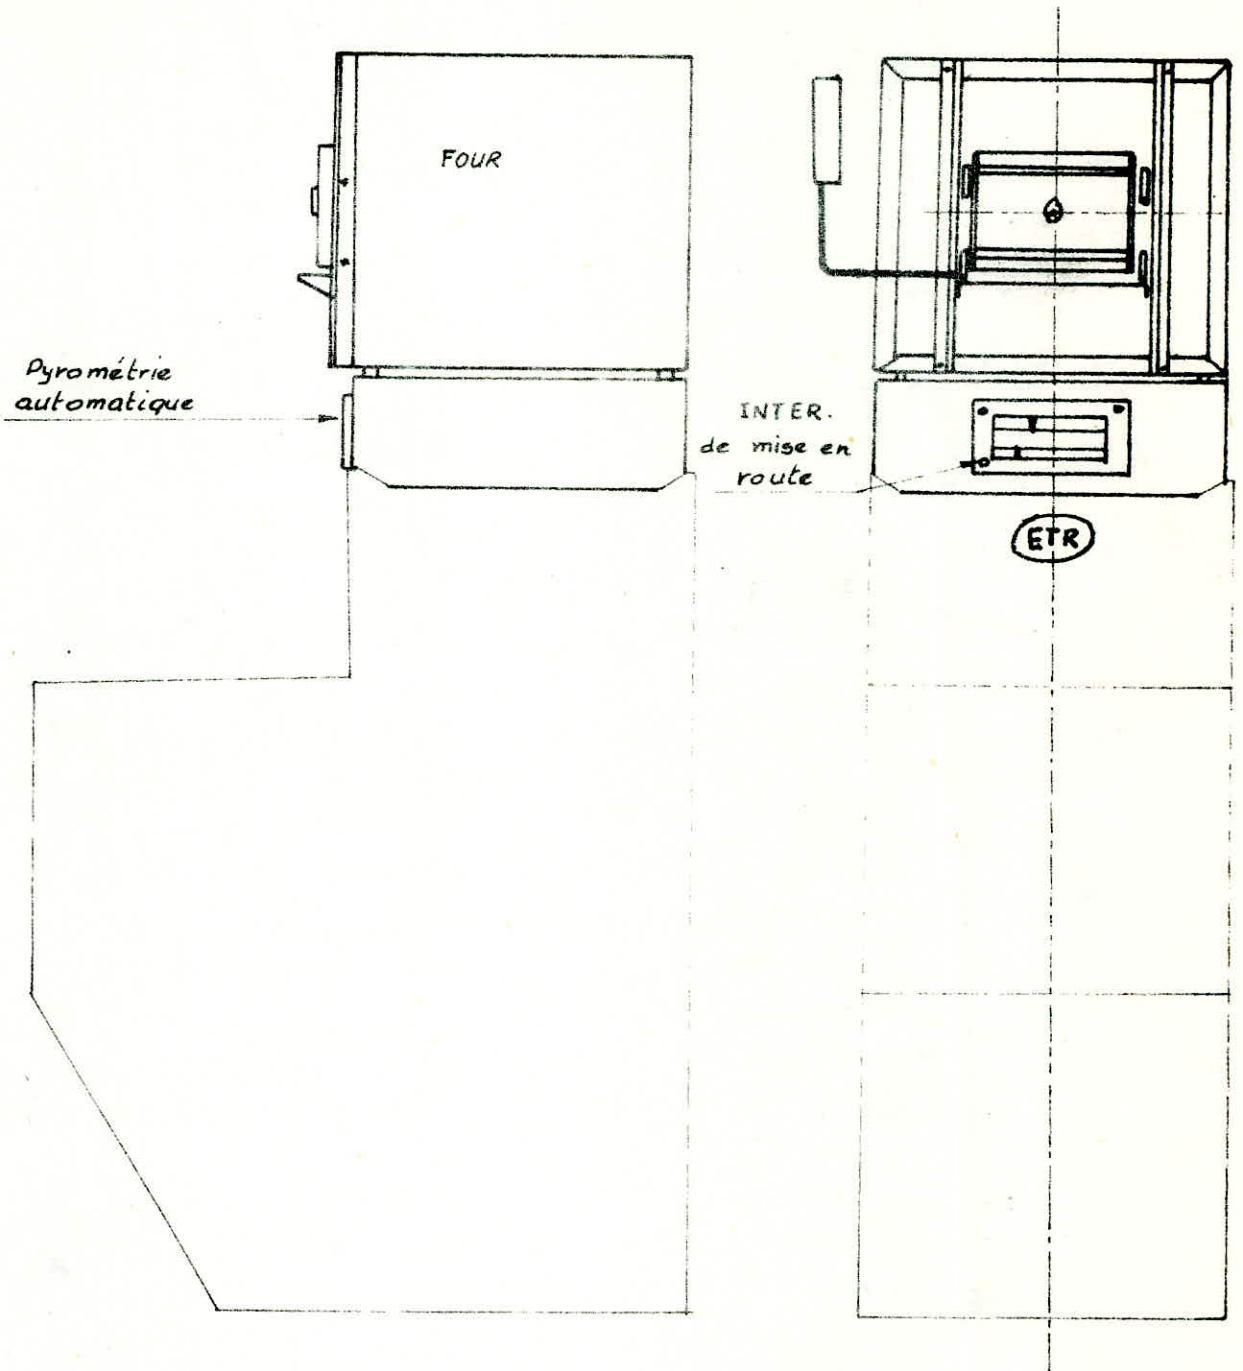 FOUR
Pyrométrie
automatique
INTER.
de mise en
route
ETR